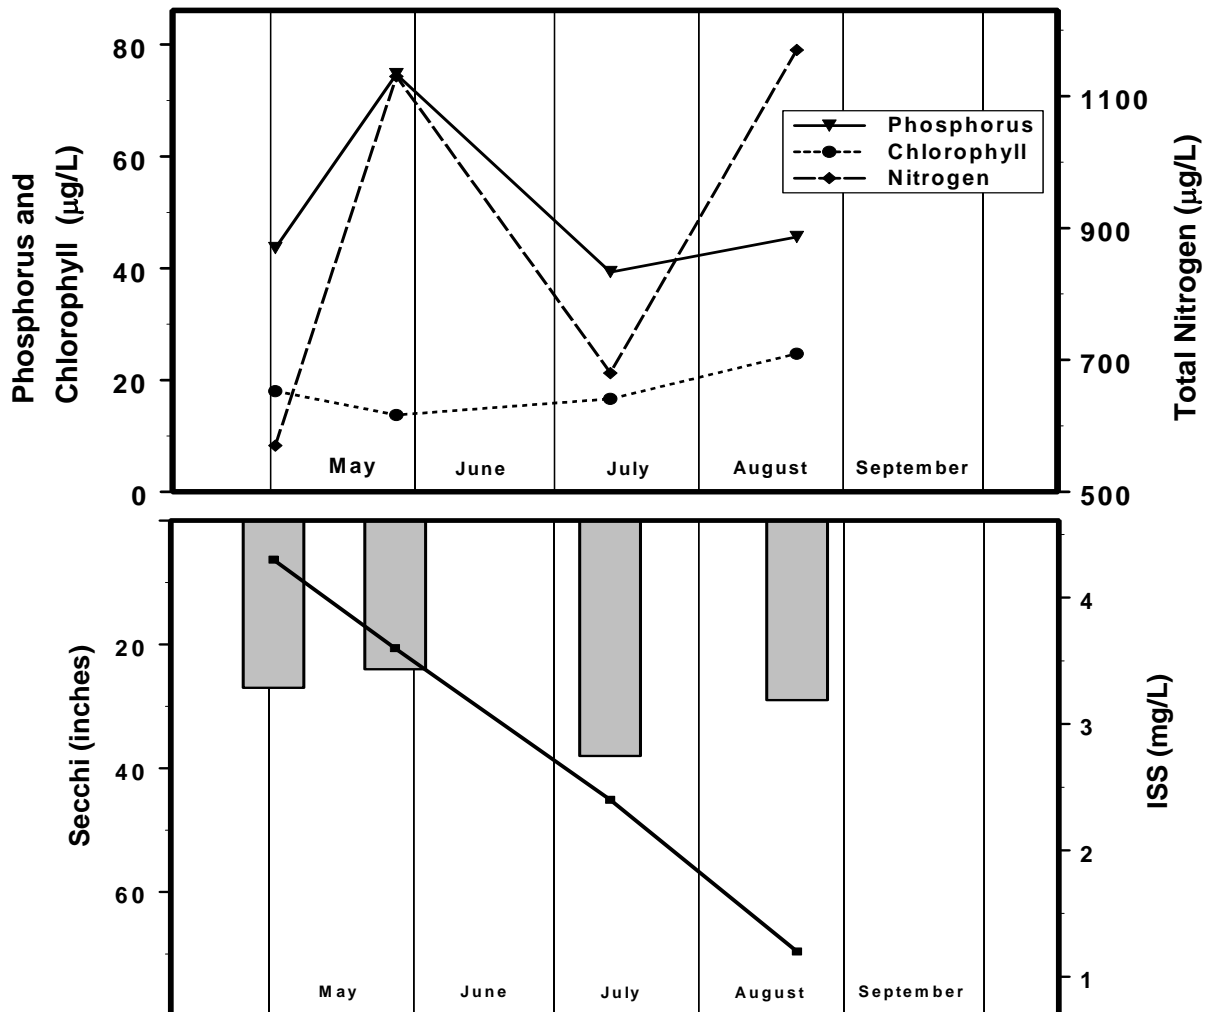 Phosphorus and
Chlorophyll (μg/L)
80
60
40
20
0
Phosphorus
Chlorophyll
Nitrogen
May
June
July
August
September
1100
900
700
500
Total Nitrogen (μg/L)
Secchi (inches)
20
40
60
May
June
July
August
September
4
3
2
1
ISS (mg/L)